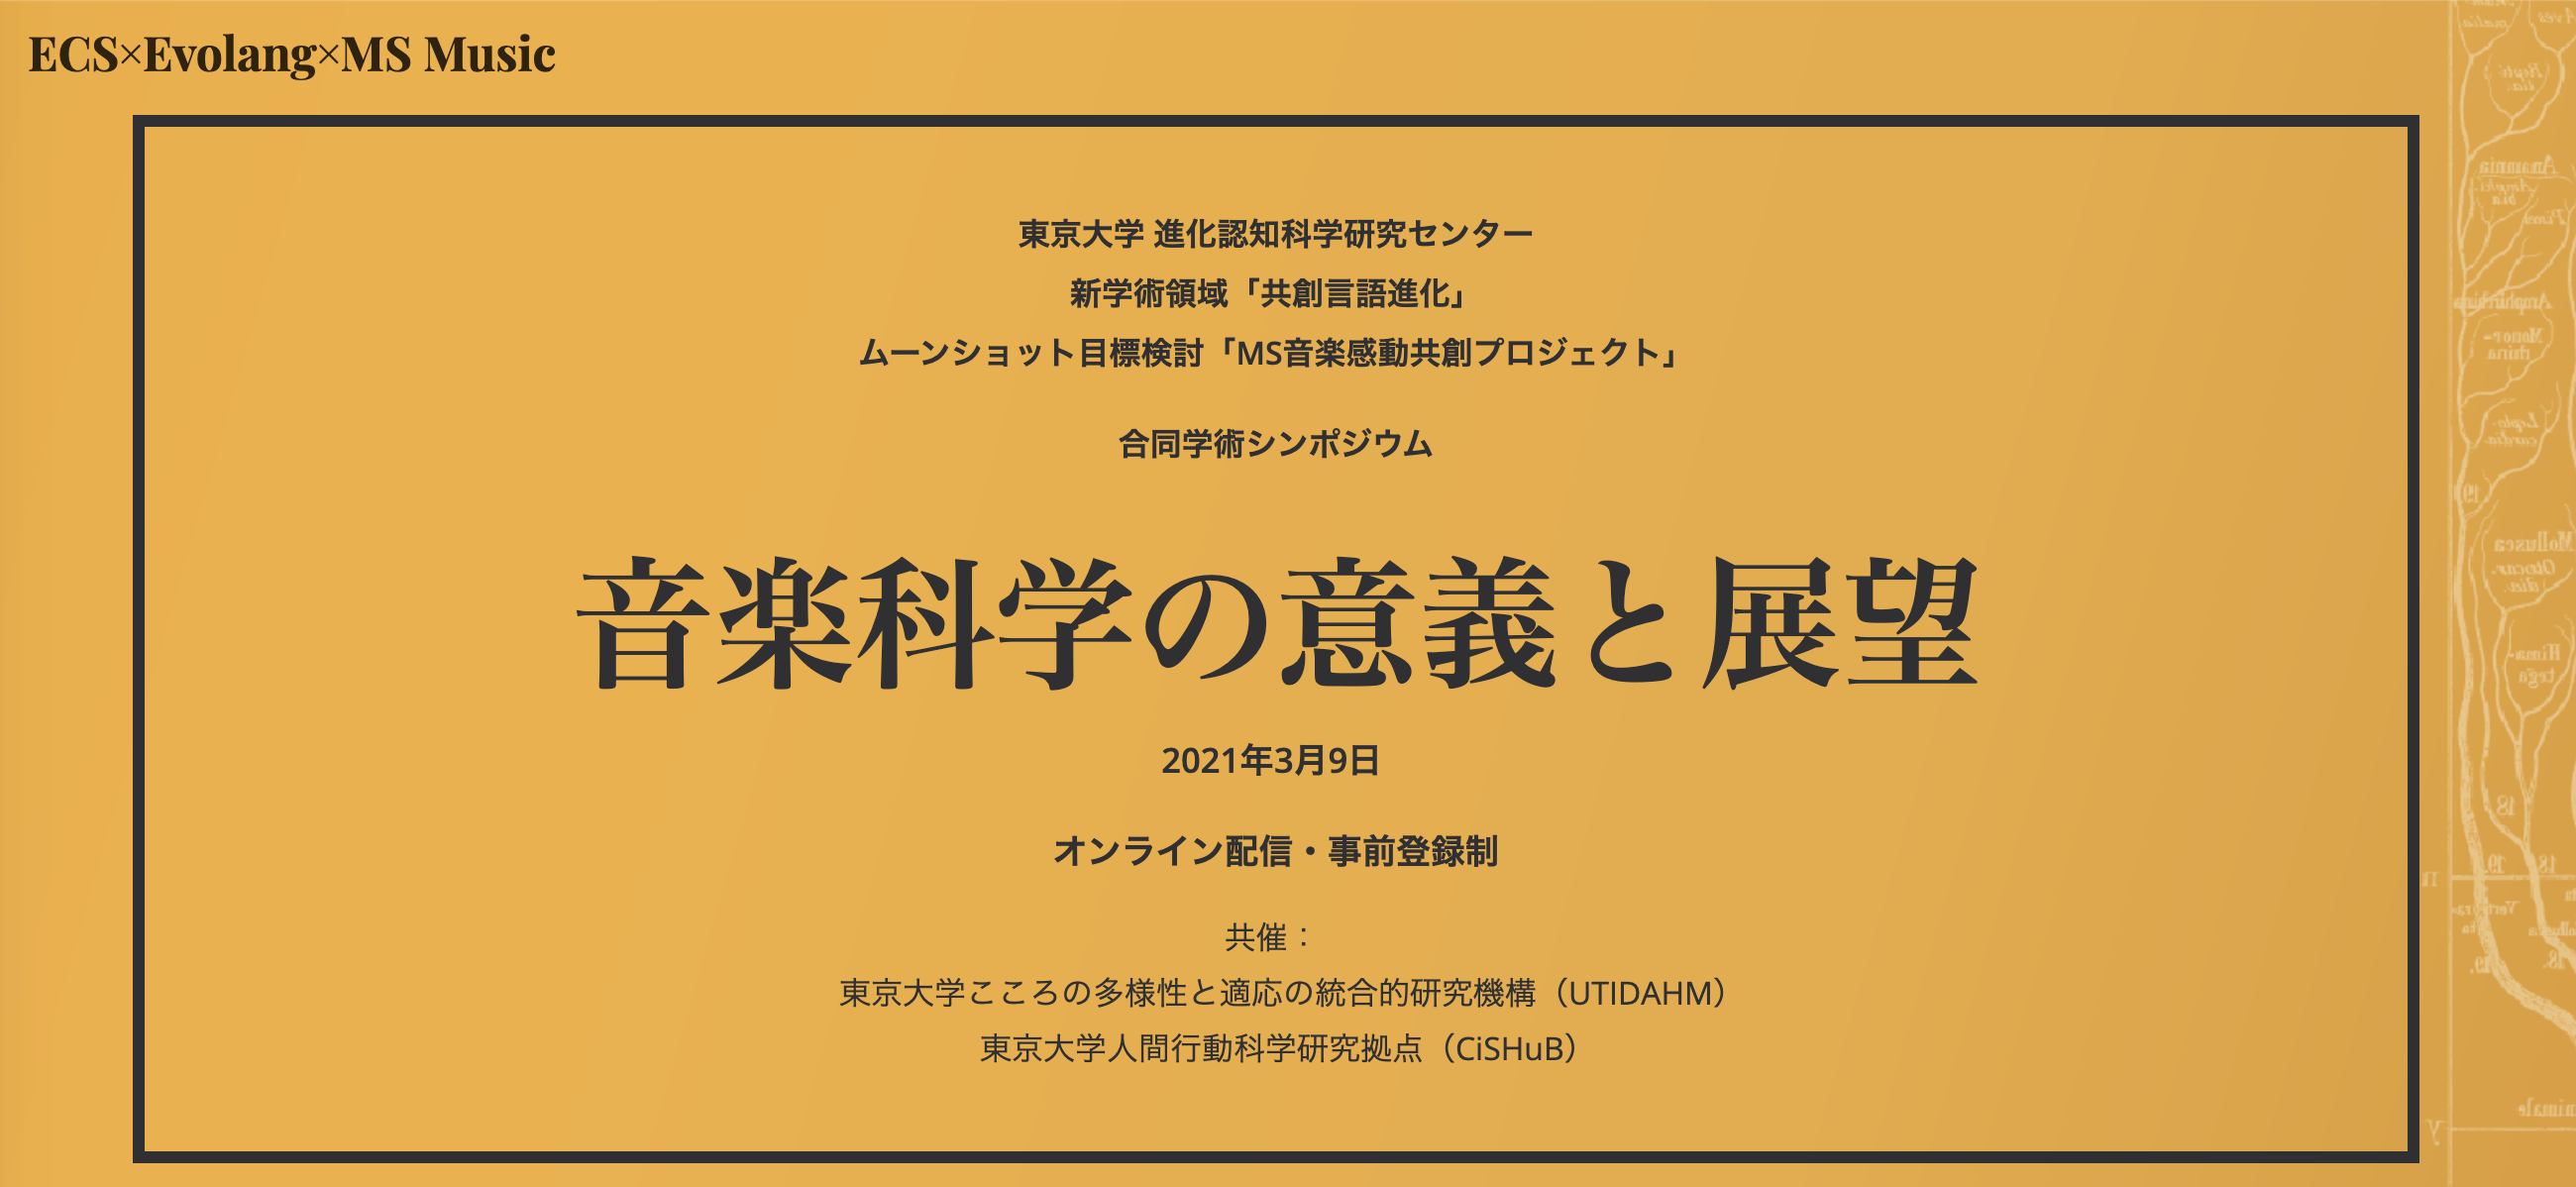 ECS×Evolang×MS Music
東京大学 進化認知科学研究センター
新学術領域「共創言語進化」
ムーンショット目標検討「MS音楽感動共創プロジェクト」
合同学術シンポジウム
音楽科学の意義と展望
2021年3月9日
オンライン配信・事前登録制
共催：
東京大学こころの多様性と適応の統合的研究機構（UTIDAHM）
東京大学人間行動科学研究拠点（CiSHuB）